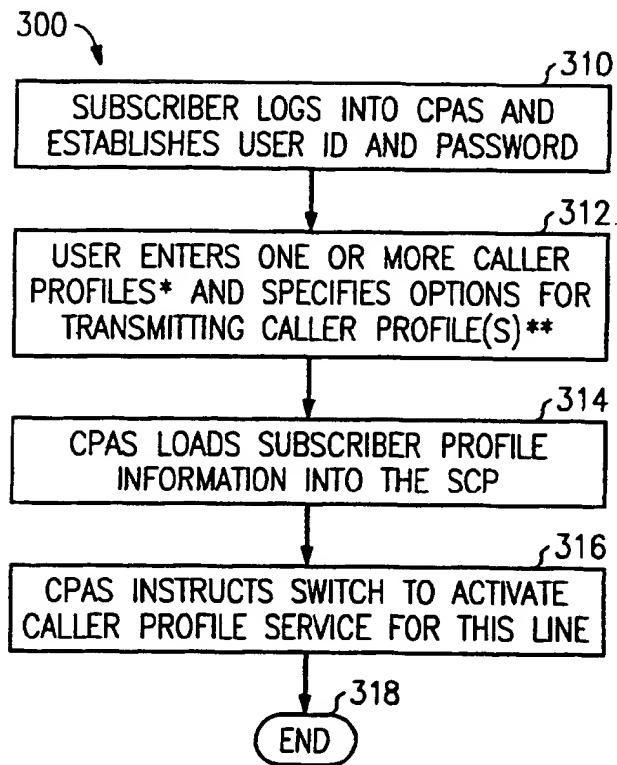 300
310
SUBSCRIBER LOGS INTO CPAS AND
ESTABLISHES USER ID AND PASSWORD
312
USER ENTERS ONE OR MORE CALLER
PROFILES* AND SPECIFIES OPTIONS FOR
TRANSMITTING CALLER PROFILE(S)**
314
CPAS LOADS SUBSCRIBER PROFILE
INFORMATION INTO THE SCP
316
CPAS INSTRUCTS SWITCH TO ACTIVATE
CALLER PROFILE SERVICE FOR THIS LINE
318
END